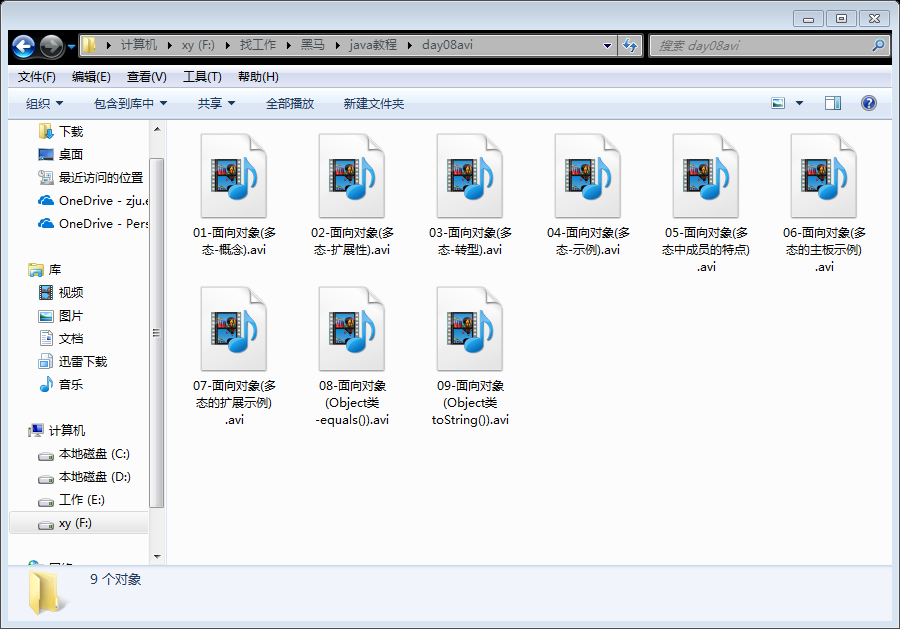 计算机 xy (F:) 找工作 黑马 java教程 day08avi
搜索 day08avi
文件(F) 编辑(E) 查看(V) 工具(T) 帮助(H)
组织 包含到库中 共享 全部播放 新建文件夹
下载
桌面
最近访问的位置
OneDrive - zju.e
OneDrive - Pers
库
视频
图片
文档
迅雷下载
音乐
计算机
本地磁盘 (C:)
本地磁盘 (D:)
工作 (E:)
xy (F:)
01-面向对象(多
态-概念).avi
02-面向对象(多
态-扩展性).avi
03-面向对象(多
态-转型).avi
04-面向对象(多
态-示例).avi
05-面向对象(多
态中成员的特点)
.avi
06-面向对象(多
态的主板示例)
.avi
07-面向对象(多
态的扩展示例)
.avi
08-面向对象
(Object类
-equals()).avi
09-面向对象
(Object类
toString()).avi
9 个对象